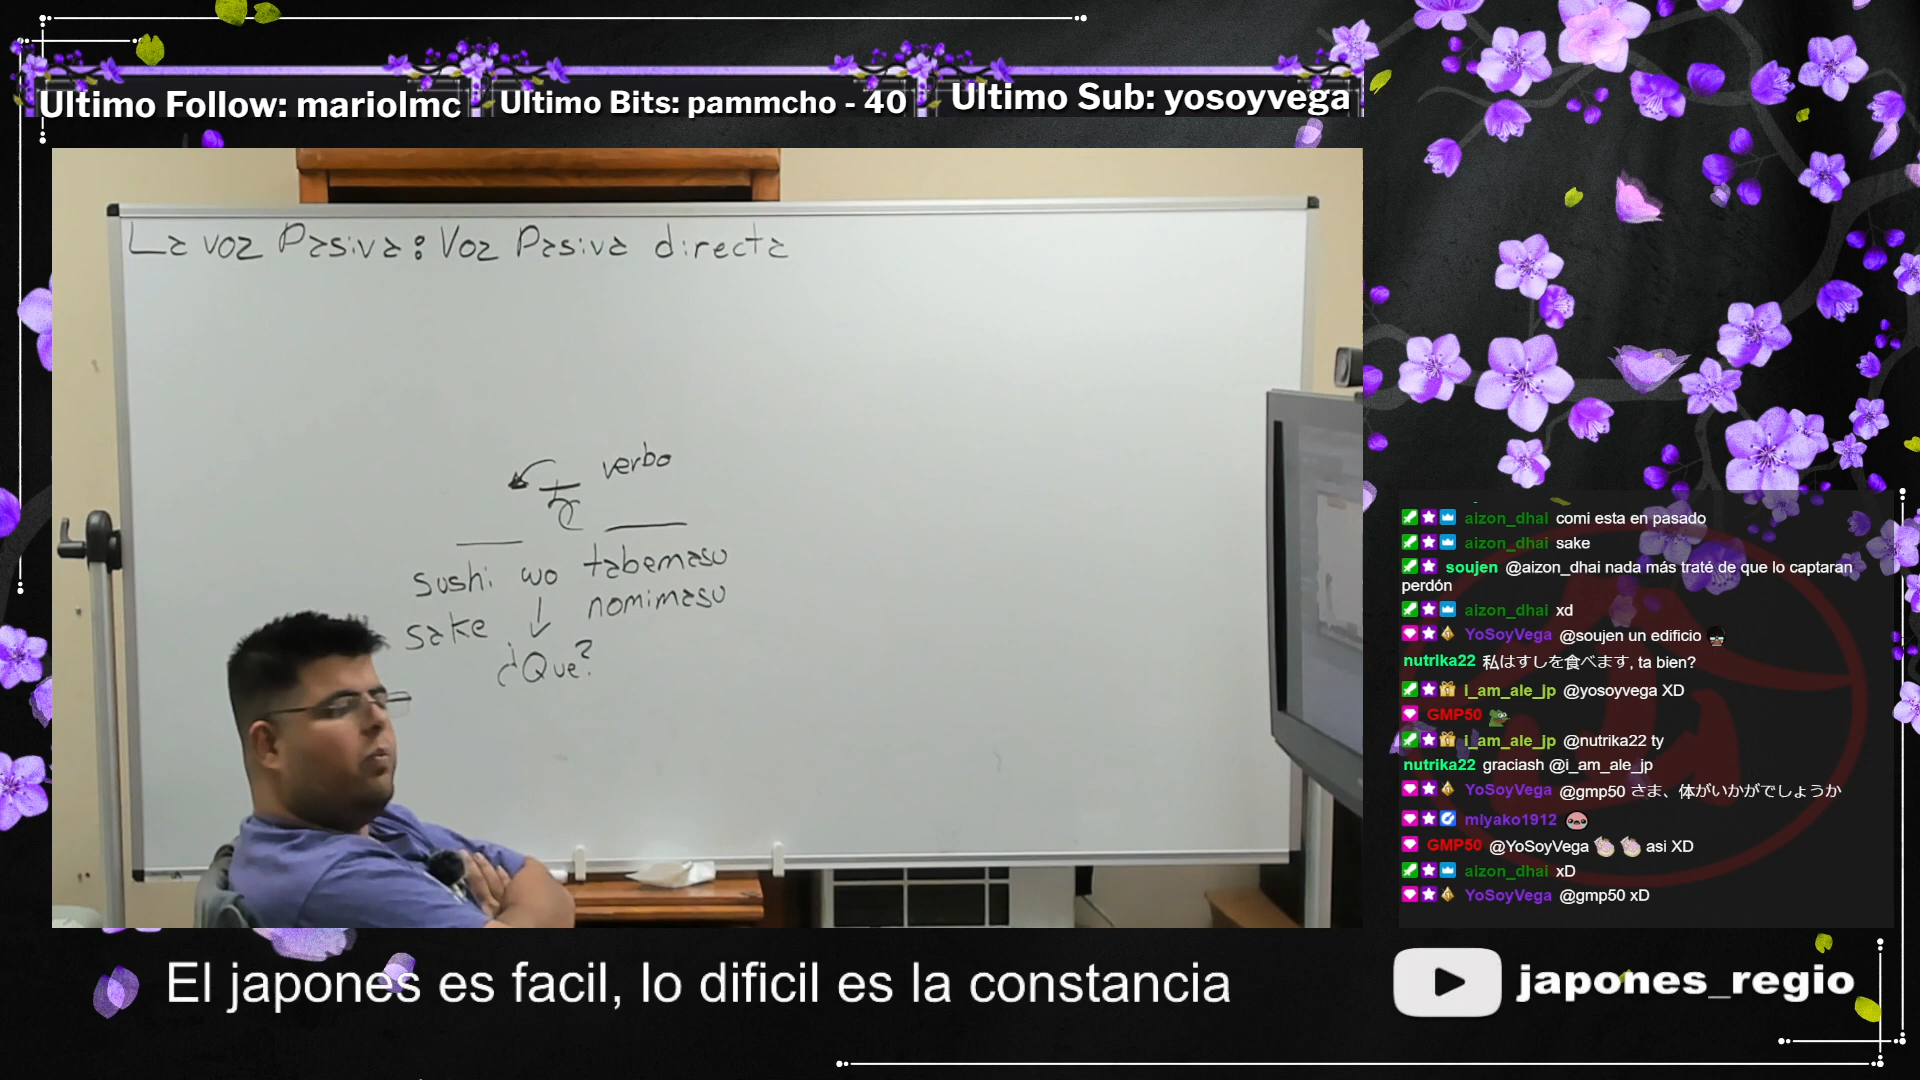 Ultimo Follow: mariolmc
Ultimo Bits: pammcho - 40
Ultimo Sub: yosoyvega
La voz Pasiva: Voz Pasiva directa
verbo
を
sushi wo tabemasu
sake nomimasu
¿Que?
aizon_dhai comi esta en pasado
aizon_dhai sake
soujen @aizon_dhai nada más traté de que lo captaran
perdón
aizon_dhai xd
YoSoyVega @soujen un edificio
nutrika22 私はすしを食べます, ta bien?
i_am_ale_jp @yosoyvega XD
GMP50
i_am_ale_jp @nutrika22 ty
nutrika22 graciash @i_am_ale_jp
YoSoyVega @gmp50 さま、体がいかがでしょうか
miyako1912
GMP50 @YoSoyVega asi XD
aizon_dhai xD
YoSoyVega @gmp50 xD
El japones es facil, lo dificil es la constancia
japones_regio